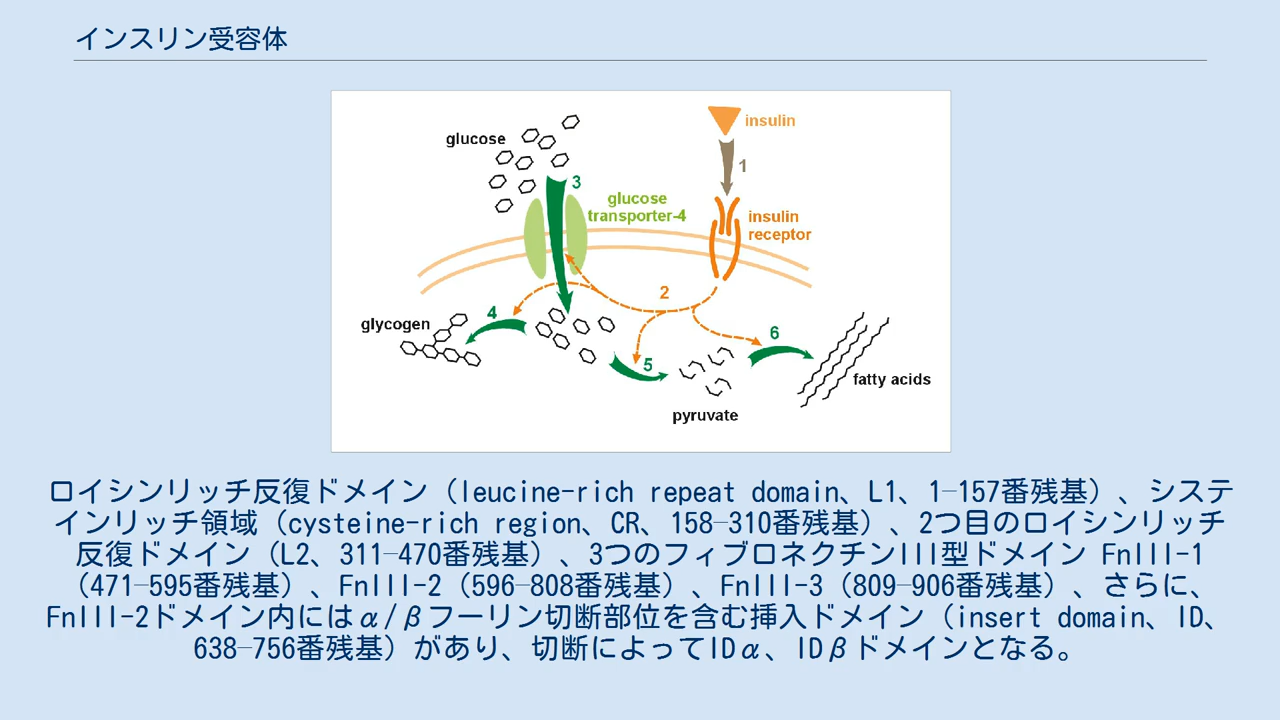 インスリン受容体
glucose
insulin
1
3
glucose
transporter-4
insulin
receptor
2
glycogen
4
5
6
pyruvate
fatty acids
ロイシンリッチ反復ドメイン（leucine-rich repeat domain、L1、1–157番残基）、システ
インリッチ領域（cysteine-rich region、CR、158–310番残基）、2つ目のロイシンリッチ
反復ドメイン（L2、311–470番残基）、3つのフィブロネクチンIII型ドメイン FnIII-1
（471–595番残基）、FnIII-2（596–808番残基）、FnIII-3（809–906番残基）、さらに、
FnIII-2ドメイン内にはα/βフーリン切断部位を含む挿入ドメイン（insert domain、ID、
638–756番残基）があり、切断によってIDα、IDβドメインとなる。